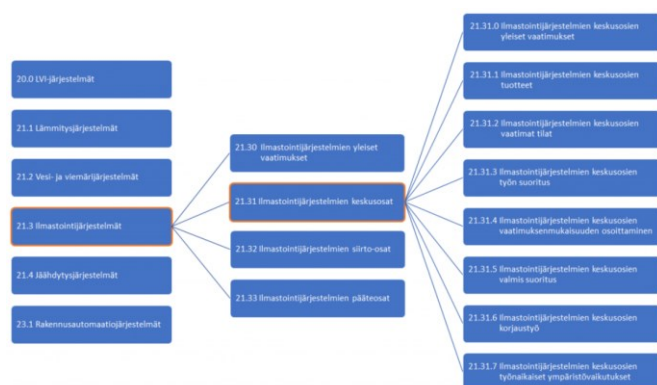 20.0 LVI-järjestelmät
21.1 Lämmitysjärjestelmät
21.2 Vesi- ja viemärijärjestelmät
21.3 Ilmastointijärjestelmät
21.4 Jäähdytysjärjestelmät
23.1 Rakennusautomaatiojärjestelmät
21.30 Ilmastointijärjestelmien yleiset
vaatimukset
21.31 Ilmastointijärjestelmien keskusosat
21.32 Ilmastointijärjestelmien siirto-osat
21.33 Ilmastointijärjestelmien pääteosat
21.31.0 Ilmastointijärjestelmien keskusosien
yleiset vaatimukset
21.31.1 Ilmastointijärjestelmien keskusosien
tuotteet
21.31.2 Ilmastointijärjestelmien keskusosien
vaatimat tilat
21.31.3 Ilmastointijärjestelmien keskusosien
työn suoritus
21.31.4 Ilmastointijärjestelmien keskusosien
vaatimuksenmukaisuuden osoittaminen
21.31.5 Ilmastointijärjestelmien keskusosien
valmis suoritus
21.31.6 Ilmastointijärjestelmien keskusosien
korjaustyö
21.31.7 Ilmastointijärjestelmien keskusosien
työnaikaiset ympäristövaikutukset